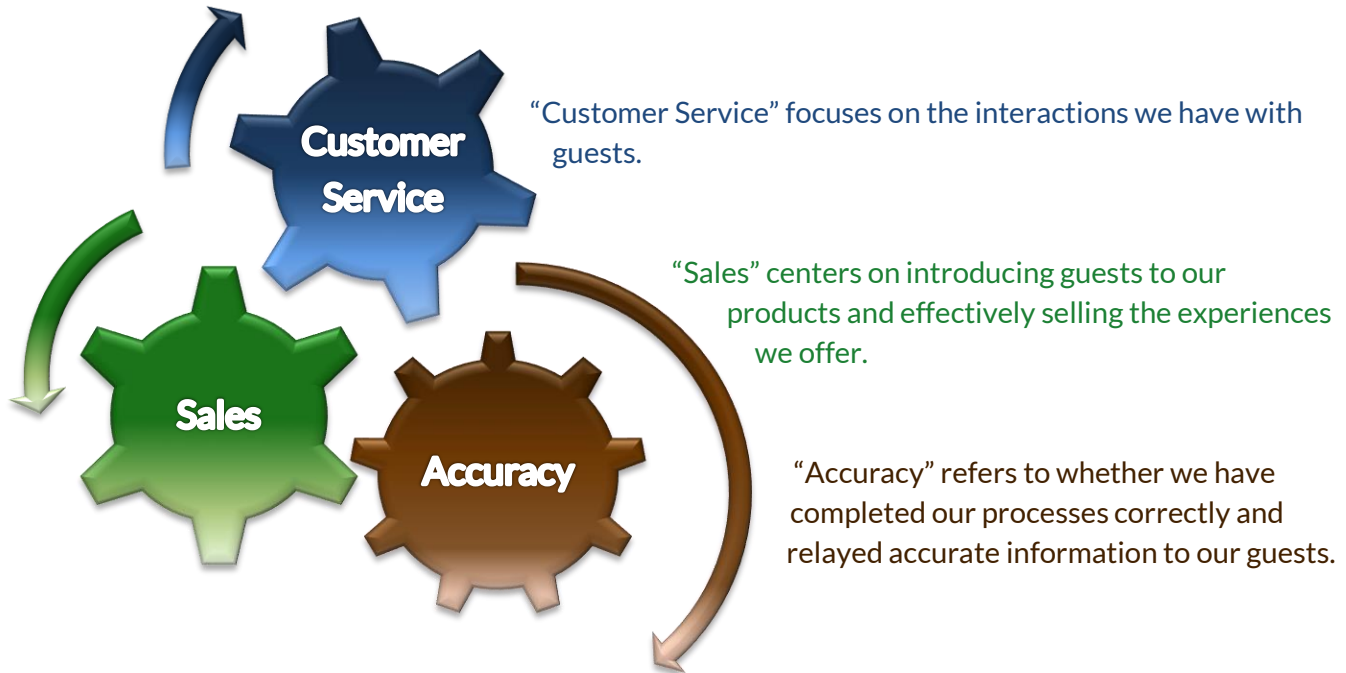 Customer
Service
“Customer Service” focuses on the interactions we have with
guests.
“Sales” centers on introducing guests to our
products and effectively selling the experiences
we offer.
Sales
Accuracy
“Accuracy” refers to whether we have
completed our processes correctly and
relayed accurate information to our guests.